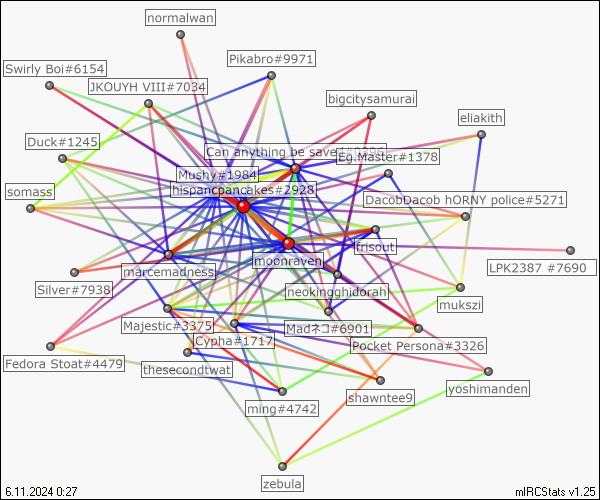 normalwan
Pikabro#9971
Swirly Boi#6154
JKOUYH VIII#7034
bigcitysamurai
eliakith
Duck#1245
Can anything be saved
Eg.Master#1378
Mushy#1984
hispancpancakes#2928
somass
DacobDacob hORNY police#5271
frisout
moonraven
LPK2387 #7690
marcemadness
Silver#7938
neokingghidorah
mukszi
Majestic#3375
Madネコ#6901
Cypha#1717
Pocket Persona#3326
Fedora Stoat#4479
thesecondtwat
yoshimanden
shawntee9
ming#4742
zebula
6.11.2024 0:27
mIRCStats v1.25